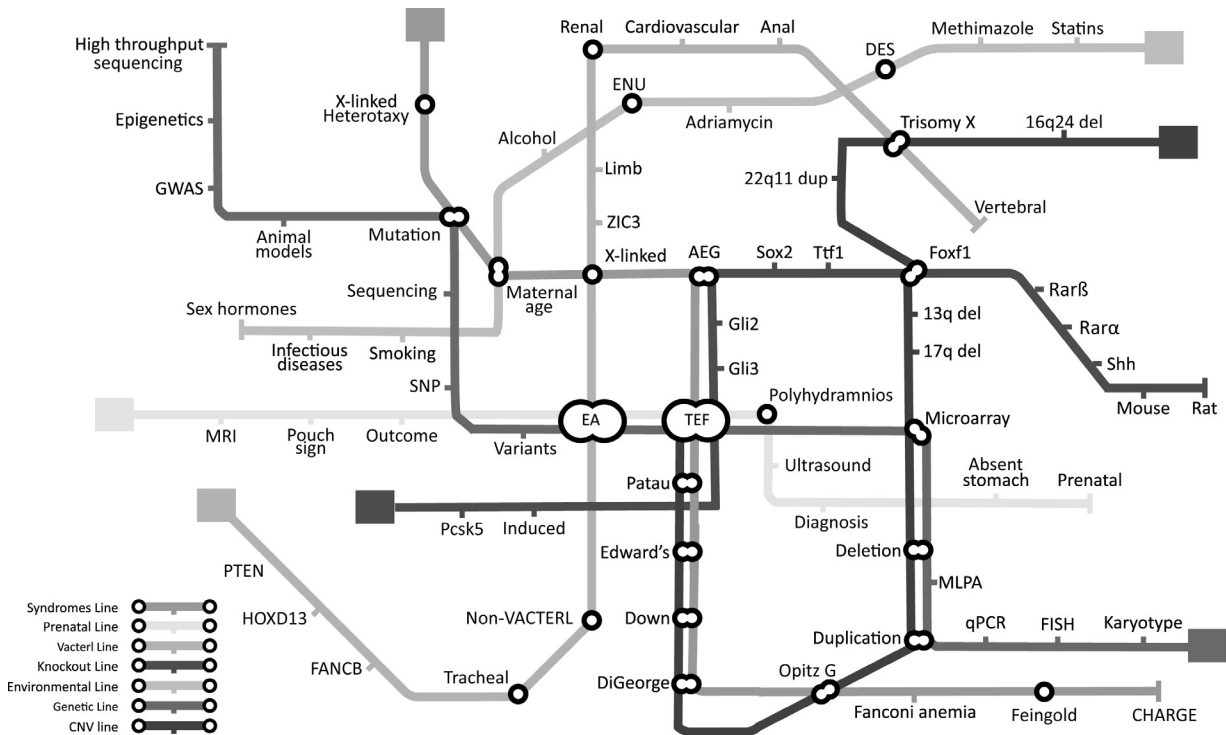 Renal
Cardiovascular
Anal
Methimazole
Statins
High throughput
sequencing
DES
ENU
X-linked
Heterotaxy
Epigenetics
Adriamycin
Trisomy X
16q24 del
Alcohol
Limb
22q11 dup
GWAS
Vertebral
ZIC3
Animal
models
Mutation
X-linked
AEG
Sox2
Ttf1
Foxf1
Sequencing
Maternal
age
Rarß
Sex hormones
13q del
Gli2
Rarα
Infectious
diseases
Smoking
17q del
Gli3
Shh
SNP
Polyhydramnios
Mouse
Rat
EA
TEF
Microarray
MRI
Pouch
sign
Outcome
Variants
Ultrasound
Absent
stomach
Prenatal
Patau
Pcsk5
Induced
Diagnosis
Edward's
Deletion
PTEN
MLPA
HOXD13
Non-VACTERL
Down
Duplication
qPCR
FISH
Karyotype
FANCB
Tracheal
DiGeorge
Opitz G
Fanconi anemia
Feingold
CHARGE
Syndromes Line
Prenatal Line
Vacterl Line
Knockout Line
Environmental Line
Genetic Line
CNV line